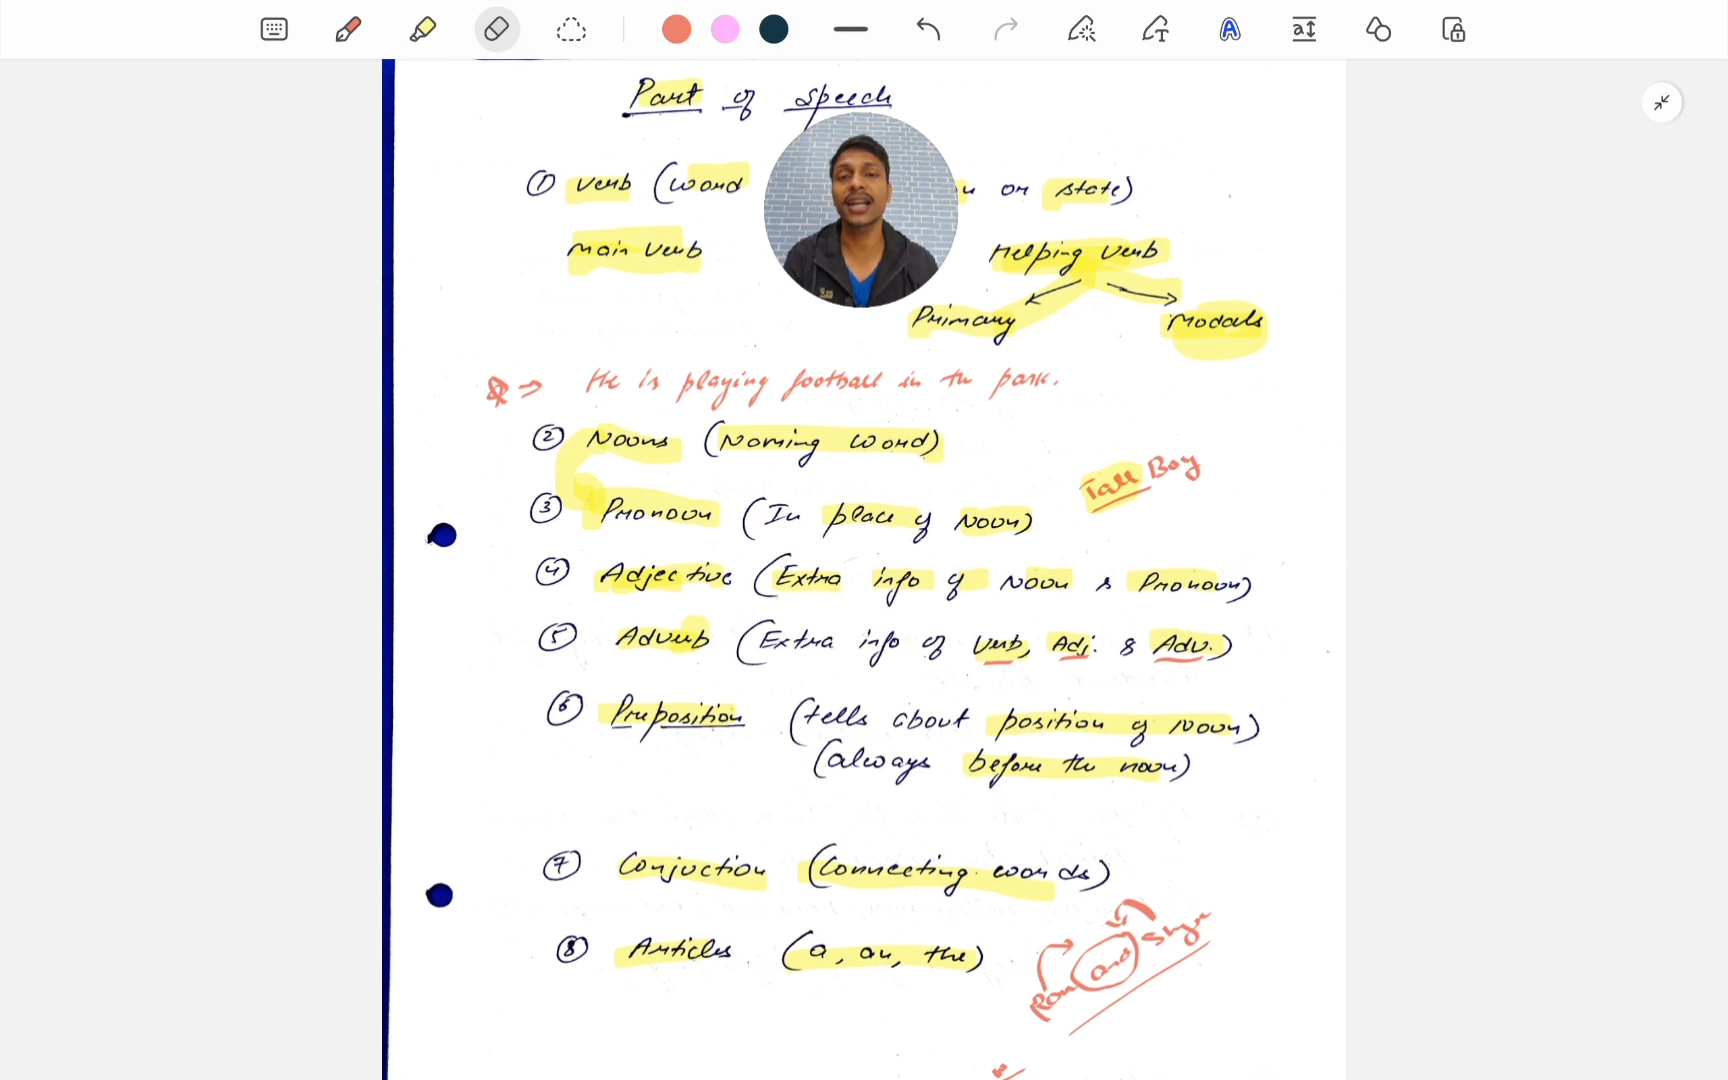 Part of speech
① Verb (word on or state)
Main Verb Helping Verb
Primary Modals
Q ⇒ He is playing football in the park.
② Nouns (Naming word)
Tall Boy
③ Pronoun (In place of Noun)
④ Adjective (Extra info of Noun & Pronoun)
⑤ Adverb (Extra info of Verb, Adj. & Adv.)
⑥ Preposition (tells about position of Noun)
(always before the noun)
⑦ Conjuction (Connecting words)
⑧ Articles (a, an, the)
and